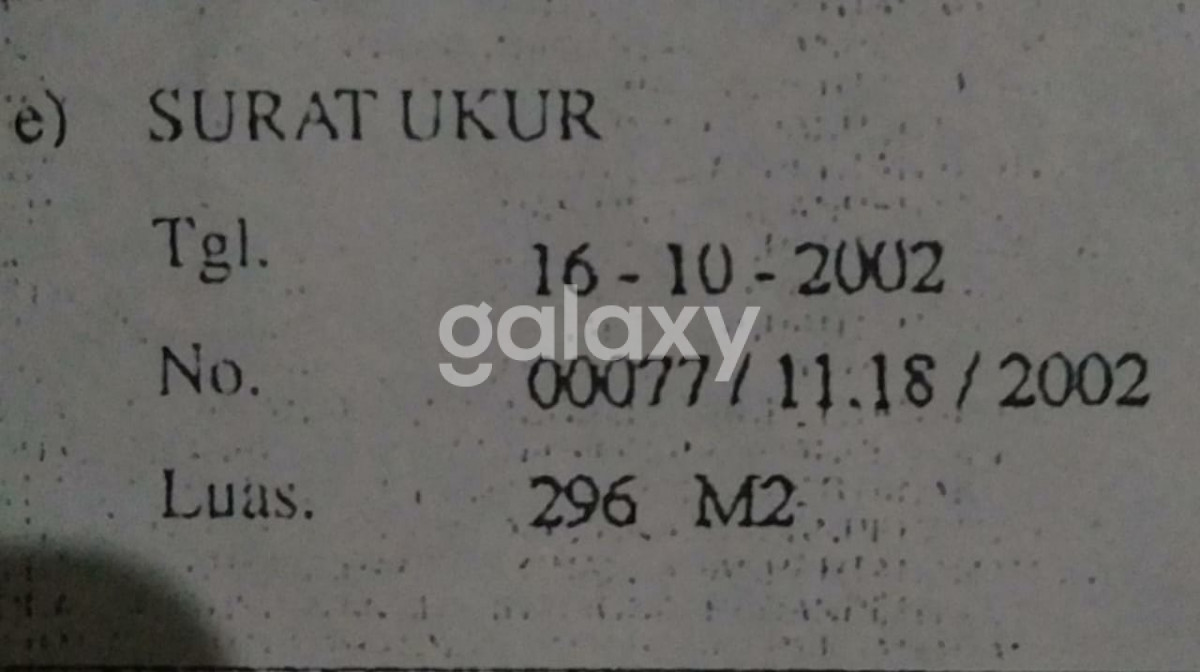 e) SURAT UKUR
Tgl. 16 - 10 - 2002
galaxy
No. 00077 / 11.18 / 2002
Luas. 296 M2